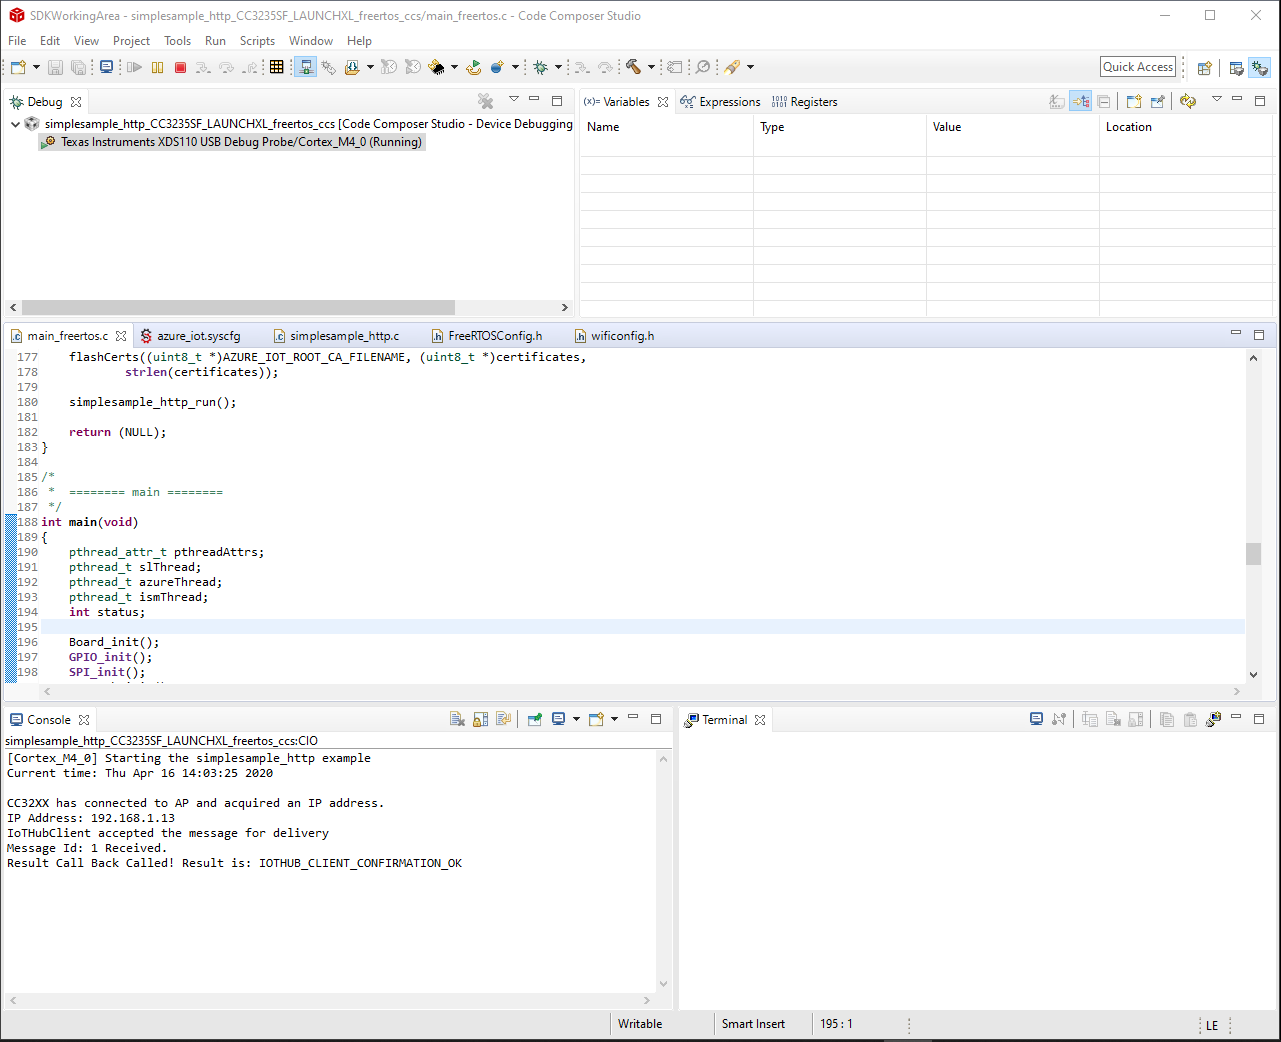 SDKWorkingArea - simplesample_http_CC3235SF_LAUNCHXL_freertos_ccs/main_freertos.c - Code Composer Studio
File Edit View Project Tools Run Scripts Window Help
Quick Access
Debug
simplesample_http_CC3235SF_LAUNCHXL_freertos_ccs [Code Composer Studio - Device Debugging
Texas Instruments XDS110 USB Debug Probe/Cortex_M4_0 (Running)
(x)= Variables Expressions 1010 0101 Registers
Name Type Value Location
main_freertos.c azure_iot.syscfg simplesample_http.c FreeRTOSConfig.h wificonfig.h
177 flashCerts((uint8_t *)AZURE_IOT_ROOT_CA_FILENAME, (uint8_t *)certificates,
178 strlen(certificates));
179
180 simplesample_http_run();
181
182 return (NULL);
183 }
184
185 /*
186 * ======== main ========
187 */
188 int main(void)
189 {
190 pthread_attr_t pthreadAttrs;
191 pthread_t slThread;
192 pthread_t azureThread;
193 pthread_t ismThread;
194 int status;
195
196 Board_init();
197 GPIO_init();
198 SPI_init();
Console
simplesample_http_CC3235SF_LAUNCHXL_freertos_ccs:CIO
[Cortex_M4_0] Starting the simplesample_http example
Current time: Thu Apr 16 14:03:25 2020
CC32XX has connected to AP and acquired an IP address.
IP Address: 192.168.1.13
IoTHubClient accepted the message for delivery
Message Id: 1 Received.
Result Call Back Called! Result is: IOTHUB_CLIENT_CONFIRMATION_OK
Terminal
Writable Smart Insert 195 : 1 LE